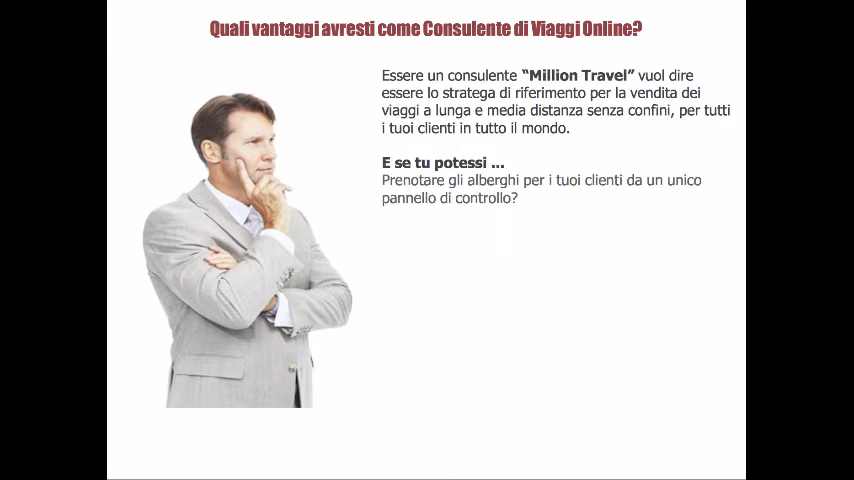 Quali vantaggi avresti come Consulente di Viaggi Online?
Essere un consulente “Million Travel” vuol dire
essere lo stratega di riferimento per la vendita dei
viaggi a lunga e media distanza senza confini, per tutti
i tuoi clienti in tutto il mondo.
E se tu potessi ...
Prenotare gli alberghi per i tuoi clienti da un unico
pannello di controllo?